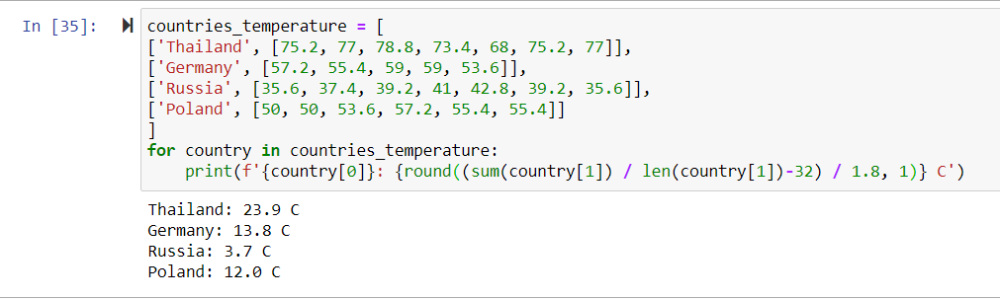 In [35]: countries_temperature = [
['Thailand', [75.2, 77, 78.8, 73.4, 68, 75.2, 77]],
['Germany', [57.2, 55.4, 59, 59, 53.6]],
['Russia', [35.6, 37.4, 39.2, 41, 42.8, 39.2, 35.6]],
['Poland', [50, 50, 53.6, 57.2, 55.4, 55.4]]
]
for country in countries_temperature:
    print(f'{country[0]}: {round((sum(country[1]) / len(country[1])-32) / 1.8, 1)} C')
Thailand: 23.9 C
Germany: 13.8 C
Russia: 3.7 C
Poland: 12.0 C